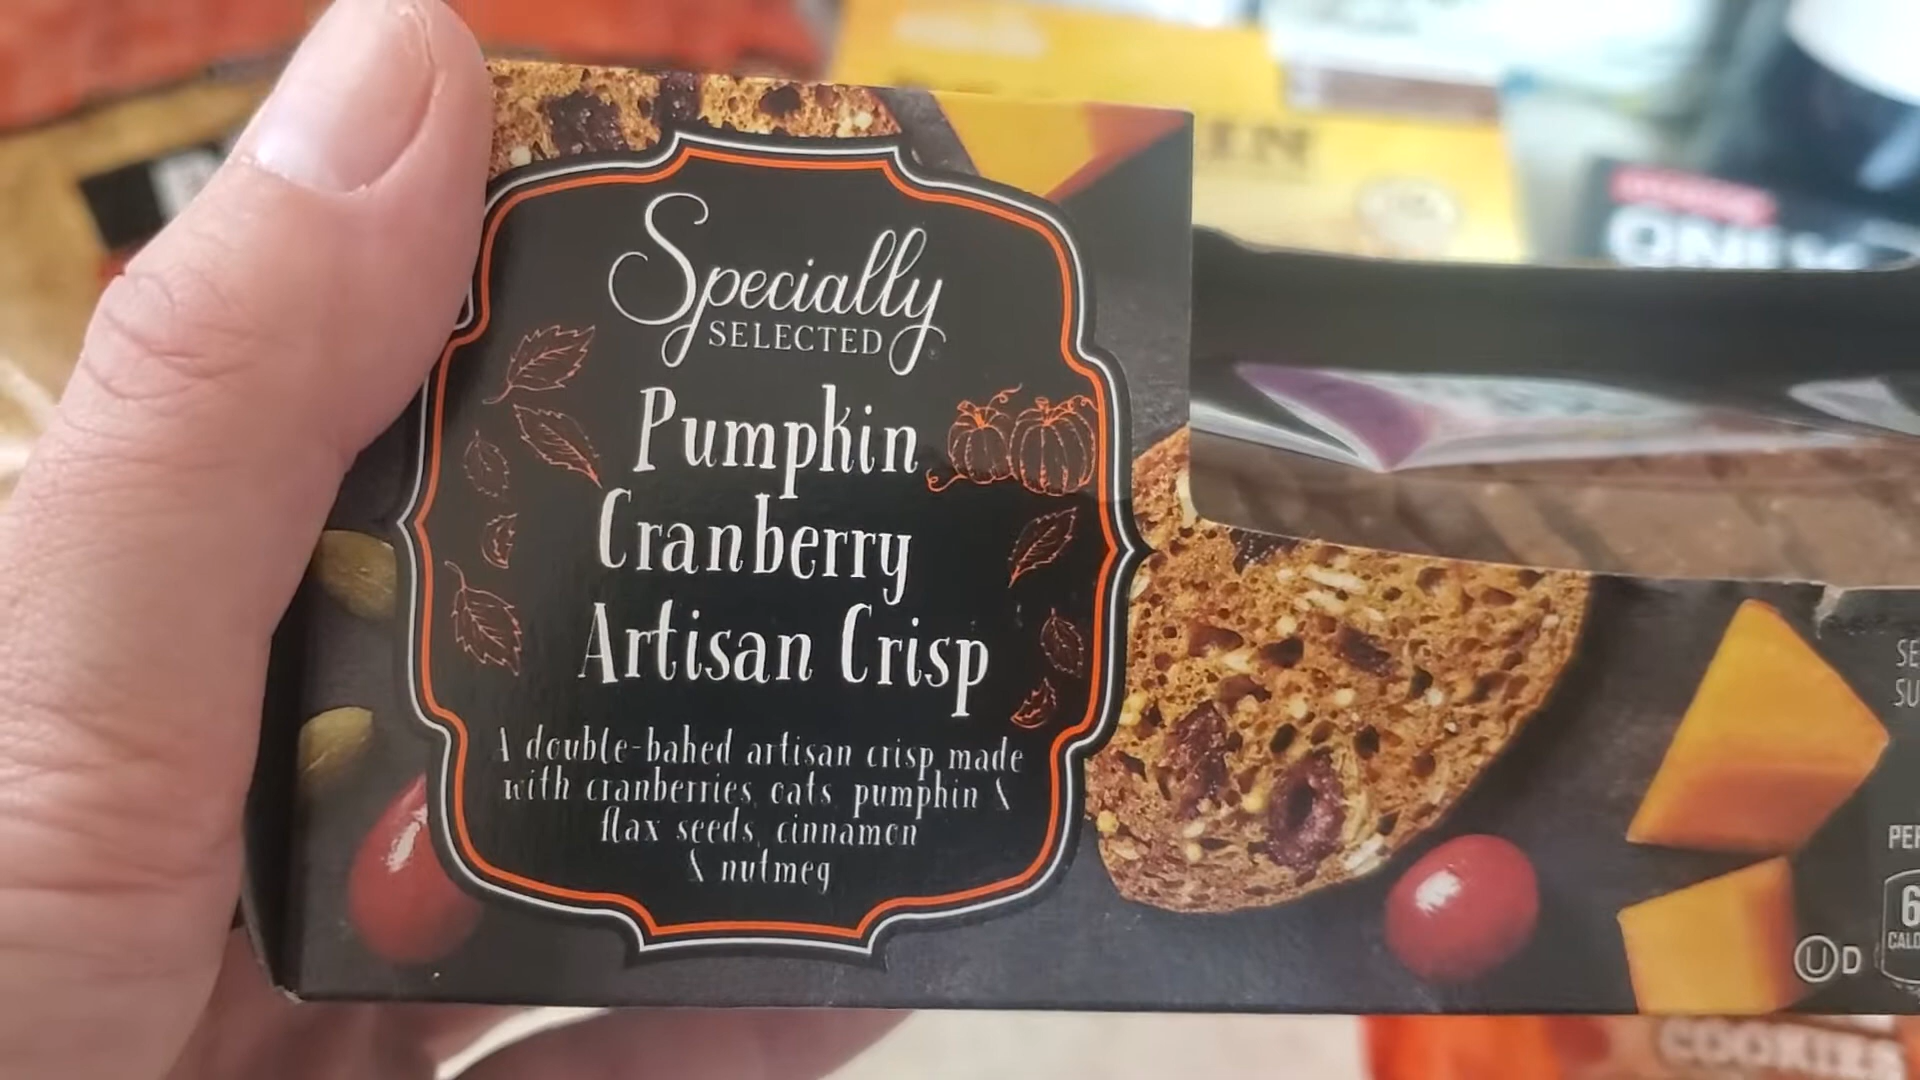 Specially
SELECTED
Pumpkin
Cranberry
Artisan Crisp
A double-baked artisan crisp made
with cranberries, oats, pumpkin &
flax seeds, cinnamon
& nutmeg
U D
COOKIES